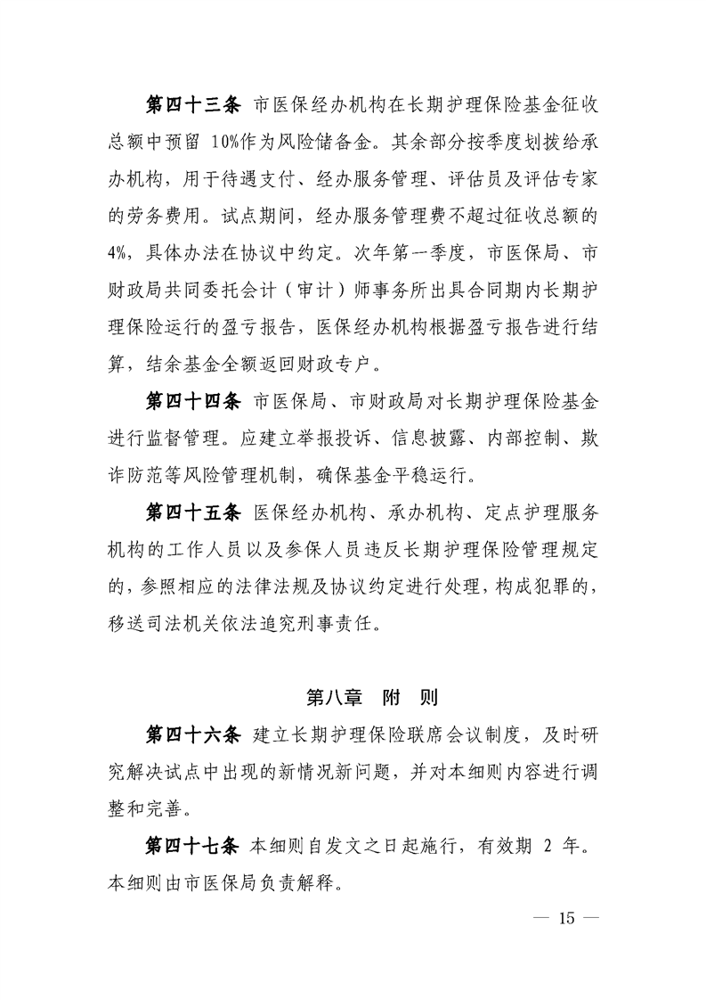 第四十三条 市医保经办机构在长期护理保险基金征收
总额中预留 10%作为风险储备金。其余部分按季度划拨给承
办机构，用于待遇支付、经办服务管理、评估员及评估专家
的劳务费用。试点期间，经办服务管理费不超过征收总额的
4%，具体办法在协议中约定。次年第一季度，市医保局、市
财政局共同委托会计（审计）师事务所出具合同期内长期护
理保险运行的盈亏报告，医保经办机构根据盈亏报告进行结
算，结余基金全额返回财政专户。
第四十四条 市医保局、市财政局对长期护理保险基金
进行监督管理。应建立举报投诉、信息披露、内部控制、欺
诈防范等风险管理机制，确保基金平稳运行。
第四十五条 医保经办机构、承办机构、定点护理服务
机构的工作人员以及参保人员违反长期护理保险管理规定
的，参照相应的法律法规及协议约定进行处理，构成犯罪的，
移送司法机关依法追究刑事责任。
第八章 附 则
第四十六条 建立长期护理保险联席会议制度，及时研
究解决试点中出现的新情况新问题，并对本细则内容进行调
整和完善。
第四十七条 本细则自发文之日起施行，有效期 2 年。
本细则由市医保局负责解释。
— 15 —